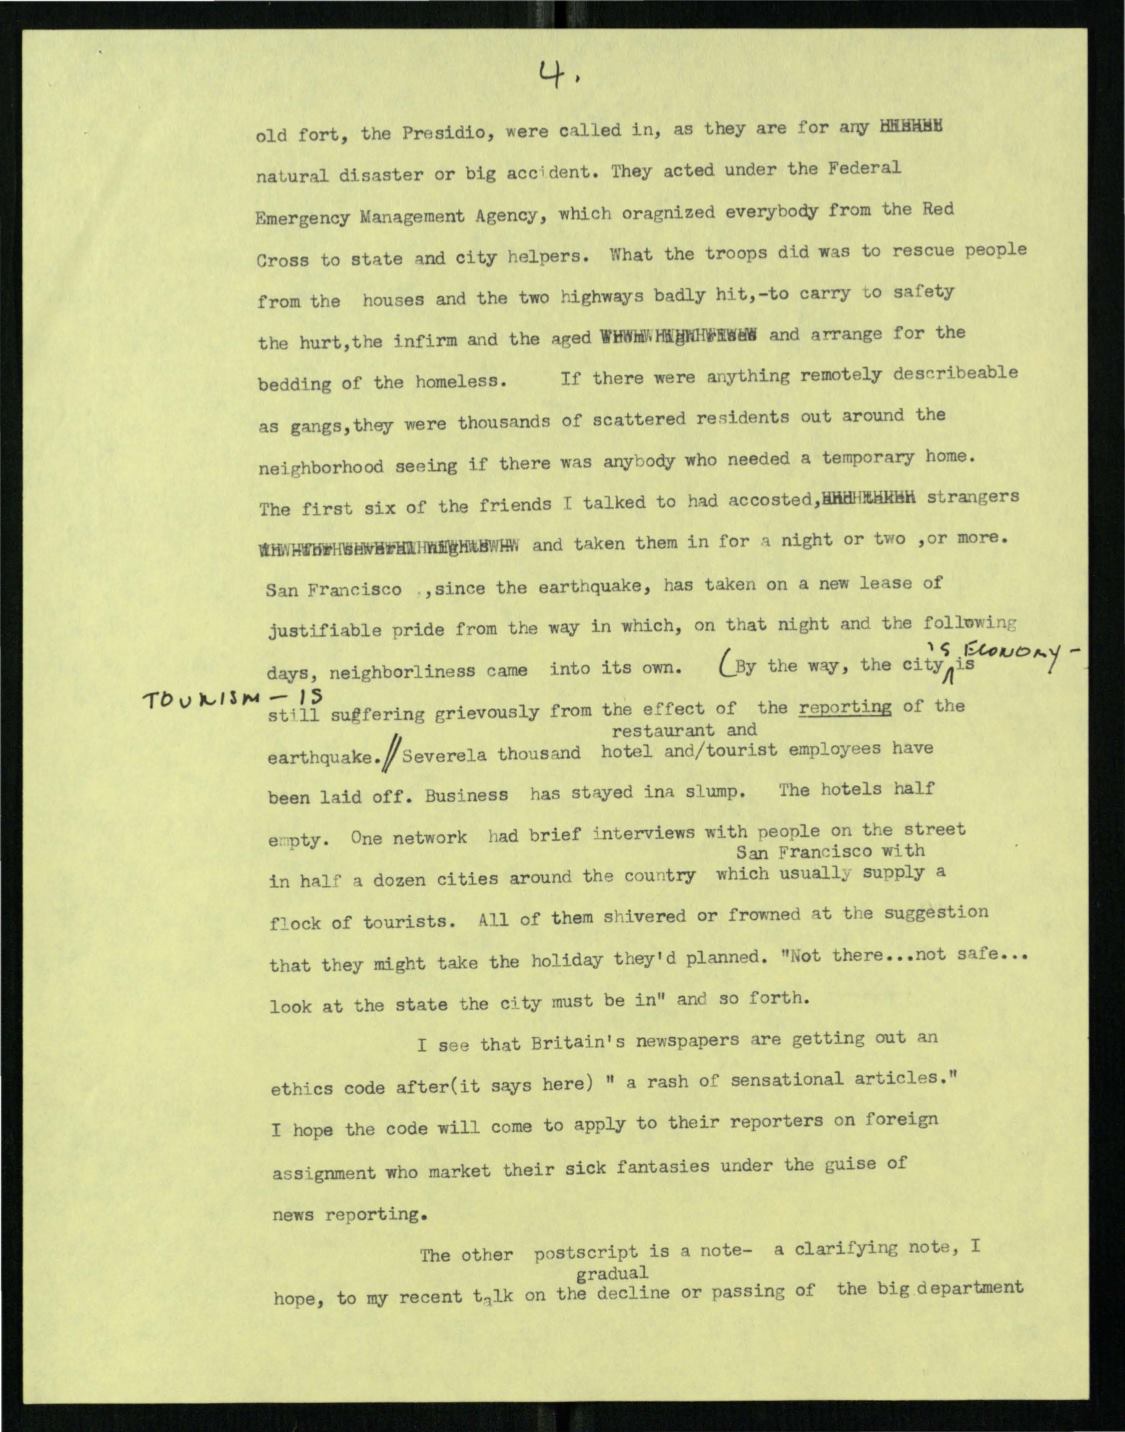 4.
old fort, the Presidio, were called in, as they are for any
natural disaster or big accident. They acted under the Federal
Emergency Management Agency, which oragnized everybody from the Red
Cross to state and city helpers. What the troops did was to rescue people
from the houses and the two highways badly hit,-to carry to safety
the hurt,the infirm and the aged and arrange for the
bedding of the homeless. If there were anything remotely describeable
as gangs,they were thousands of scattered residents out around the
neighborhood seeing if there was anybody who needed a temporary home.
The first six of the friends I talked to had accosted,and taken strangers
for several nights and taken them in for a night or two ,or more.
San Francisco .,since the earthquake, has taken on a new lease of
justifiable pride from the way in which, on that night and the following
'S ECONOMY -
days, neighborliness came into its own. (By the way, the city is
TOURISM - IS
still suffering grievously from the effect of the reporting of the
restaurant and
earthquake.//Severela thousand hotel and/tourist employees have
been laid off. Business has stayed ina slump. The hotels half
empty. One network had brief interviews with people on the street
San Francisco with
in half a dozen cities around the country which usually supply a
flock of tourists. All of them shivered or frowned at the suggestion
that they might take the holiday they'd planned. "Not there...not safe...
look at the state the city must be in" and so forth.
I see that Britain's newspapers are getting out an
ethics code after(it says here) " a rash of sensational articles."
I hope the code will come to apply to their reporters on foreign
assignment who market their sick fantasies under the guise of
news reporting.
The other postscript is a note- a clarifying note, I
gradual
hope, to my recent talk on the decline or passing of the big department